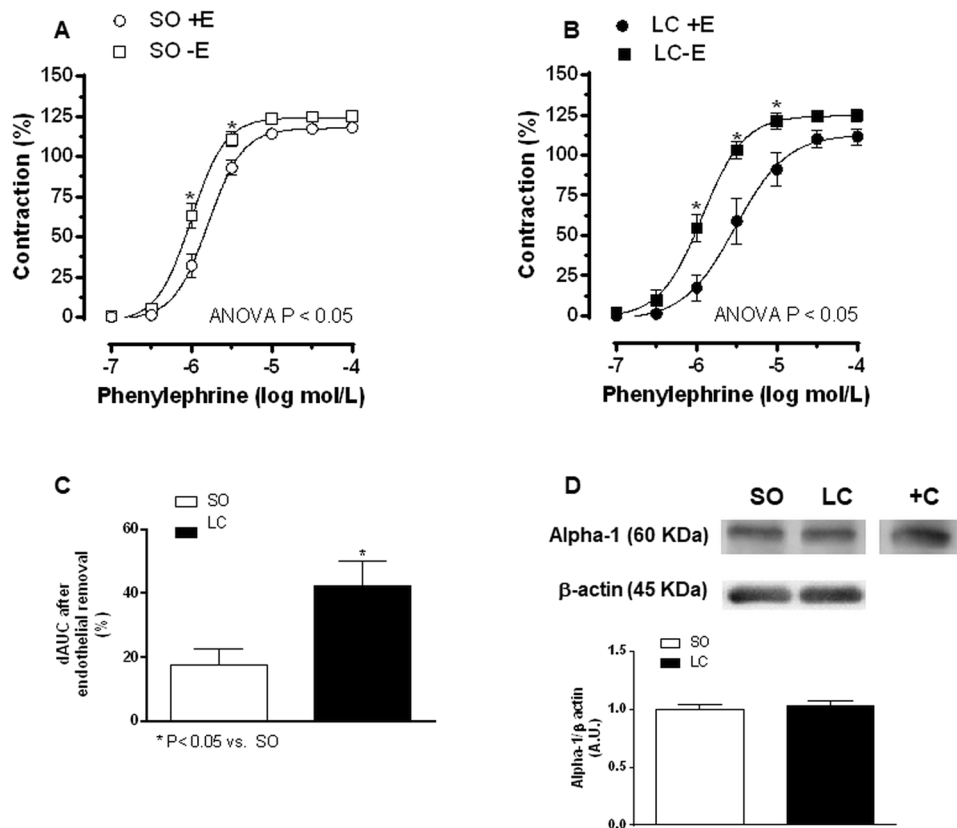 A
SO +E
SO -E
150
125
100
75
50
25
0
Contraction (%)
*
*
ANOVA P < 0.05
-7
-6
-5
-4
Phenylephrine (log mol/L)
B
LC +E
LC-E
150
125
100
75
50
25
0
Contraction (%)
*
*
*
ANOVA P < 0.05
-7
-6
-5
-4
Phenylephrine (log mol/L)
C
SO
LC
60
40
20
0
dAUC after
endothelial removal
(%)
*
* P< 0.05 vs. SO
D
SO LC +C
Alpha-1 (60 KDa)
β-actin (45 KDa)
SO
LC
1.5
1.0
0.5
0.0
Alpha-1/β actin
(A.U.)